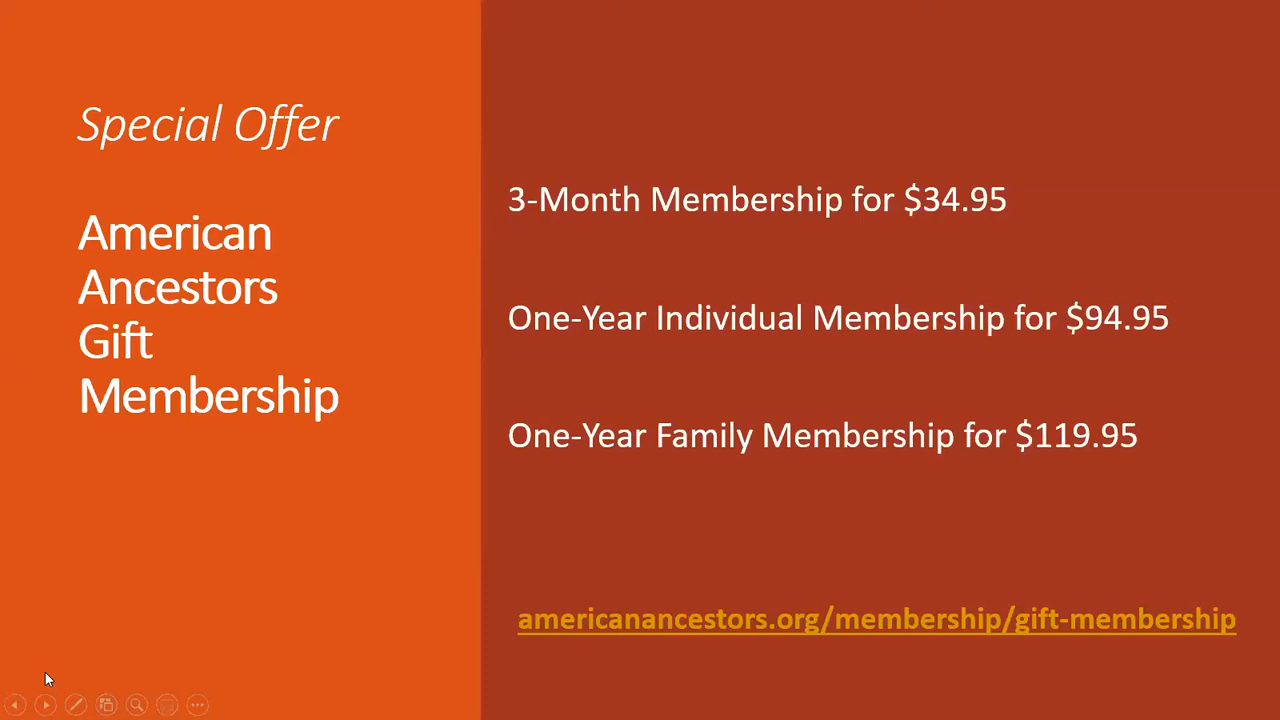 Special Offer
American
Ancestors
Gift
Membership
3-Month Membership for $34.95
One-Year Individual Membership for $94.95
One-Year Family Membership for $119.95
americanancestors.org/membership/gift-membership